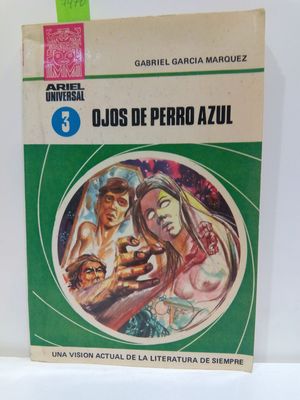 GABRIEL GARCIA MARQUEZ
ARIEL
UNIVERSAL
3
OJOS DE PERRO AZUL
UNA VISION ACTUAL DE LA LITERATURA DE SIEMPRE